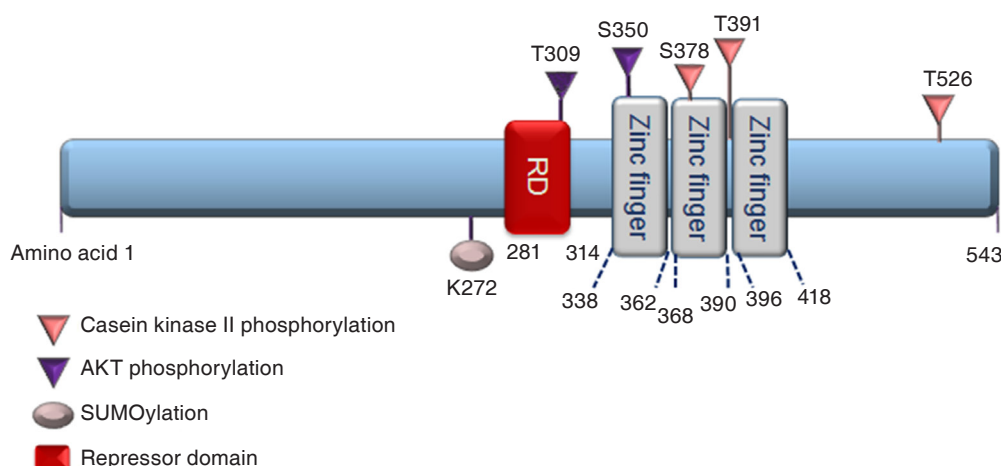 T391
S350
S378
T309
T526
RD
Zinc finger
Zinc finger
Zinc finger
Amino acid 1
281
314
543
K272
338
362
368
390
396
418
Casein kinase II phosphorylation
AKT phosphorylation
SUMOylation
Repressor domain